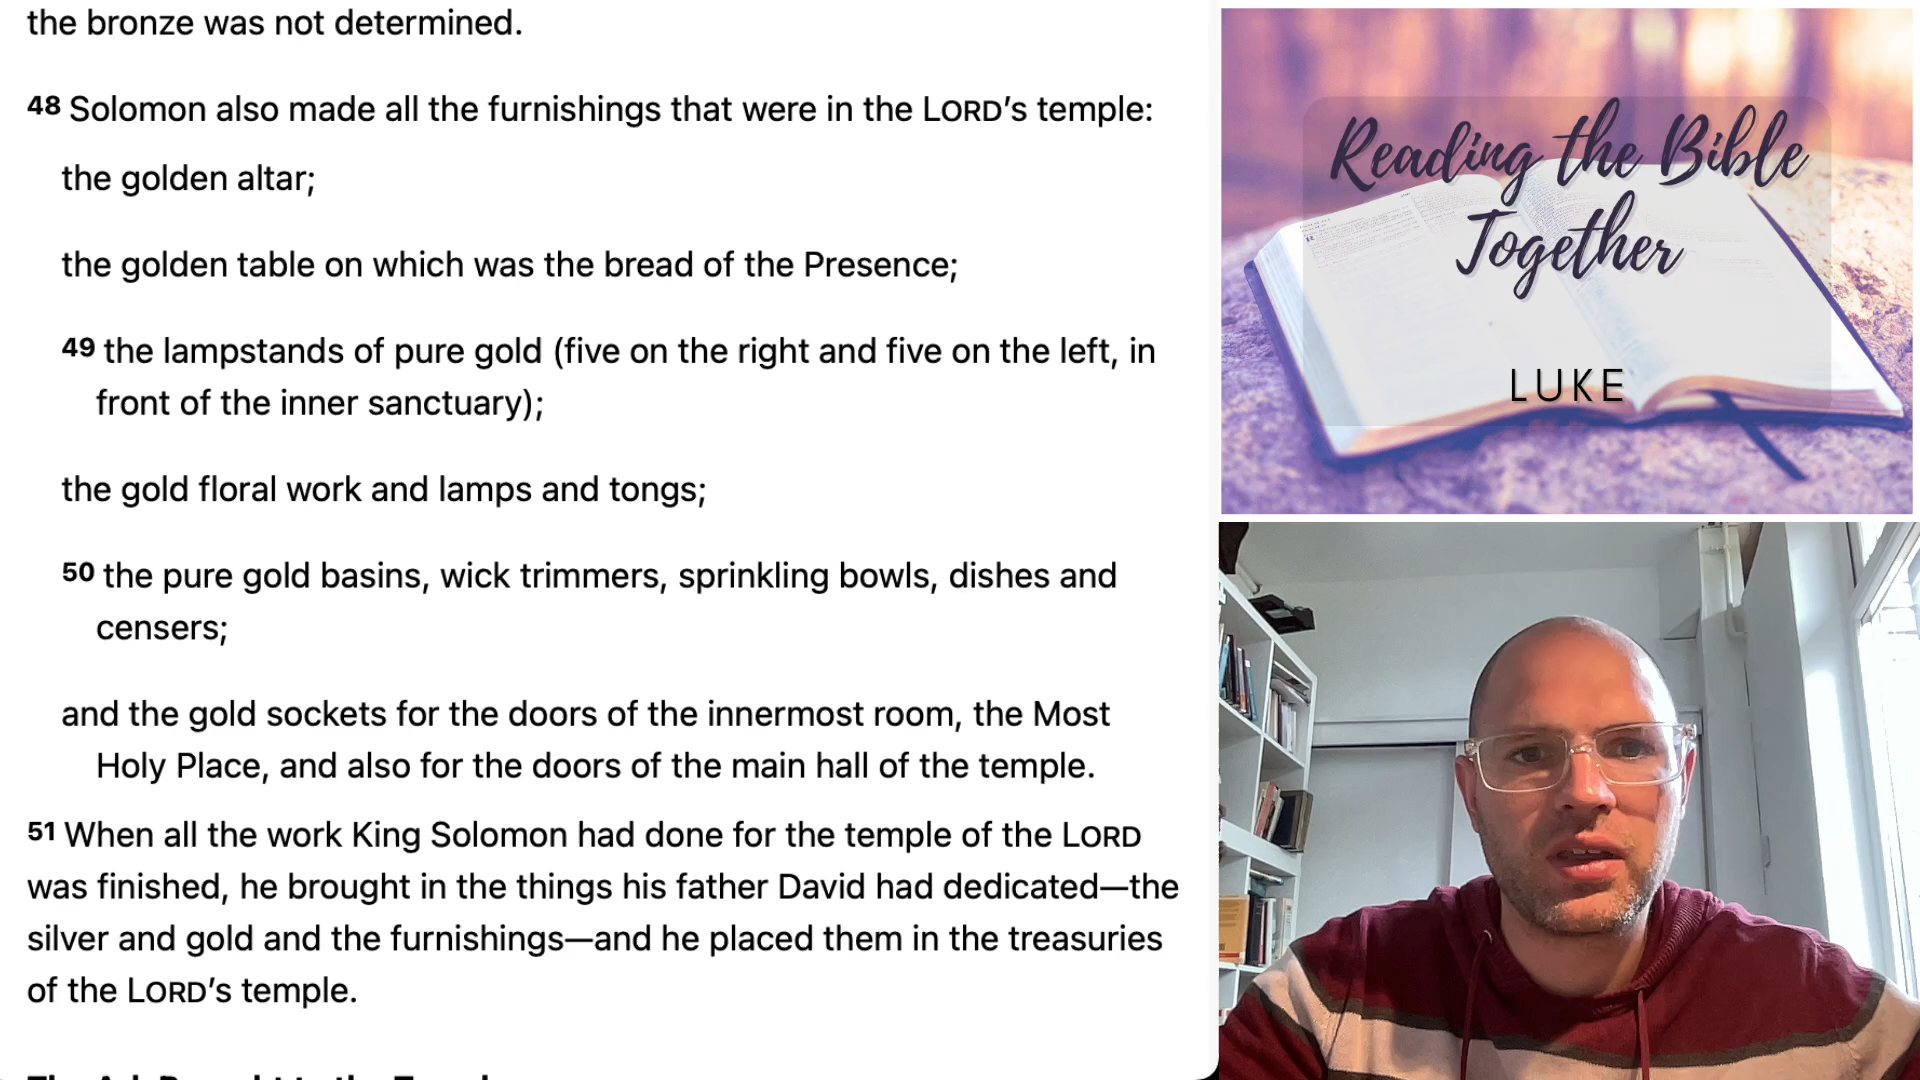 the bronze was not determined.
48 Solomon also made all the furnishings that were in the LORD’s temple:
the golden altar;
the golden table on which was the bread of the Presence;
49 the lampstands of pure gold (five on the right and five on the left, in
front of the inner sanctuary);
the gold floral work and lamps and tongs;
50 the pure gold basins, wick trimmers, sprinkling bowls, dishes and
censers;
and the gold sockets for the doors of the innermost room, the Most
Holy Place, and also for the doors of the main hall of the temple.
51 When all the work King Solomon had done for the temple of the LORD
was finished, he brought in the things his father David had dedicated—the
silver and gold and the furnishings—and he placed them in the treasuries
of the LORD’s temple.
Reading the Bible
Together
LUKE